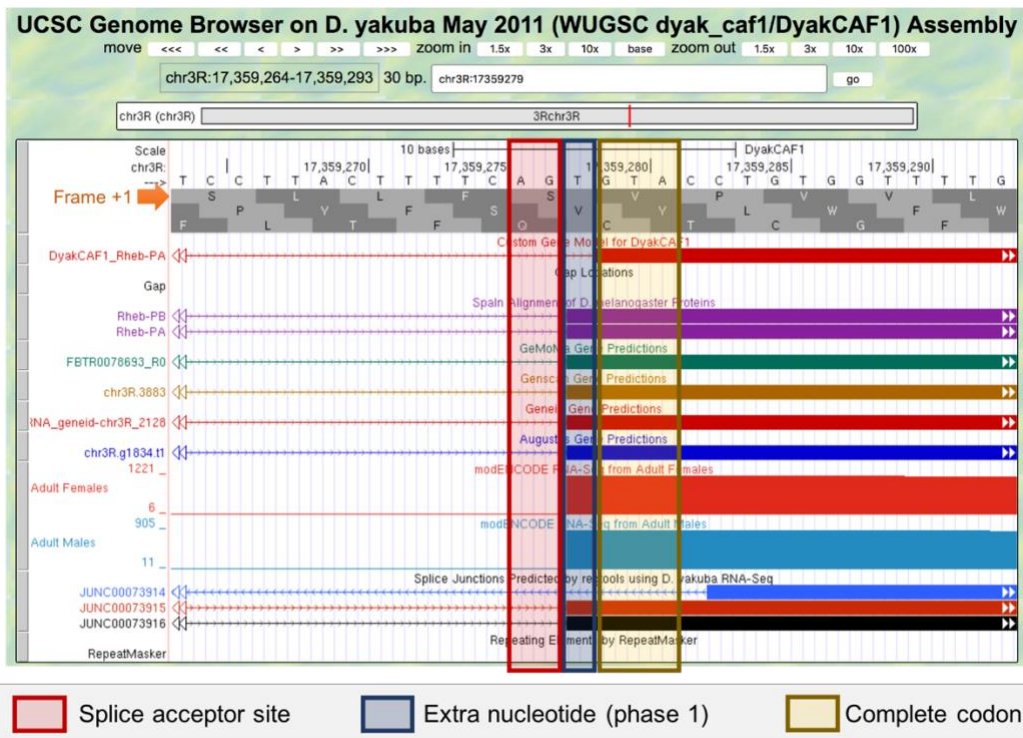 UCSC Genome Browser on D. yakuba May 2011 (WUGSC dyak_caf1/DyakCAF1) Assembly
move <<< << < > >> >>> zoom in 1.5x 3x 10x base zoom out 1.5x 3x 10x 100x
chr3R:17,359,264-17,359,293 30 bp. chr3R:17359279 go
chr3R (chr3R) 3Rchr3R
Scale 10 bases DyakCAF1
chr3R: 17,359,270 17,359,275 17,359,280 17,359,285 17,359,290
---> T C C T T A C T T T T C A G T G T A C C T G T G G T T T T G
Frame +1 S L L F S V P V V L
P Y F S V Y L W F W
F L T F Q C T C G F
Custom Gene Model for DyakCAF1
DyakCAF1_Rheb-PA
Gap Locations
Gap
Spaln Alignment of D. melanogaster Proteins
Rheb-PB
Rheb-PA
GeMoMa Gene Predictions
FBTR0078693_R0
Genscan Gene Predictions
chr3R.3883
Geneid Gene Predictions
RNA_geneid-chr3R_2128
Augustus Gene Predictions
chr3R.g1834.t1
modENCODE RNA-Seq from Adult Females
1221 _
Adult Females
6 _
modENCODE RNA-Seq from Adult Males
905 _
Adult Males
11 _
Splice Junctions Predicted by regtools using D. yakuba RNA-Seq
JUNC00073914
JUNC00073915
JUNC00073916
Repeating Elements by RepeatMasker
RepeatMasker
Splice acceptor site Extra nucleotide (phase 1) Complete codon